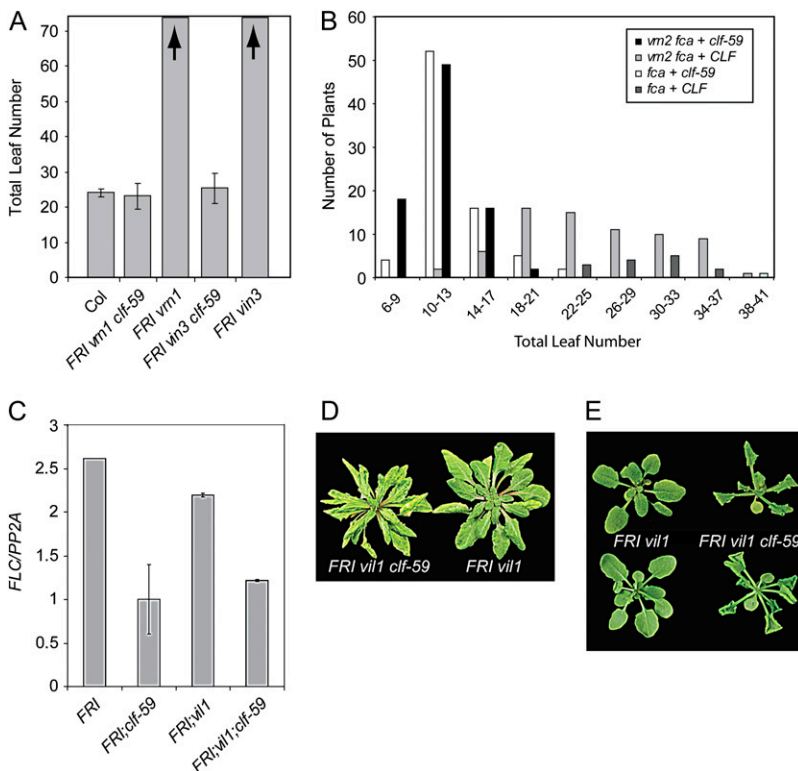 A
Total Leaf Number
70
60
50
40
30
20
10
0
Col
FRI vrn1 clf-59
FRI vrn1
FRI vin3 clf-59
FRI vin3
B
Number of Plants
60
50
40
30
20
10
0
vrn2 fca + clf-59
vrn2 fca + CLF
fca + clf-59
fca + CLF
6-9
10-13
14-17
18-21
22-25
26-29
30-33
34-37
38-41
Total Leaf Number
C
FLC/PP2A
3
2.5
2
1.5
1
0.5
0
FRI
FRI;clf-59
FRI;vil1
FRI;vil1;clf-59
D
FRI vil1 clf-59
FRI vil1
E
FRI vil1
FRI vil1 clf-59